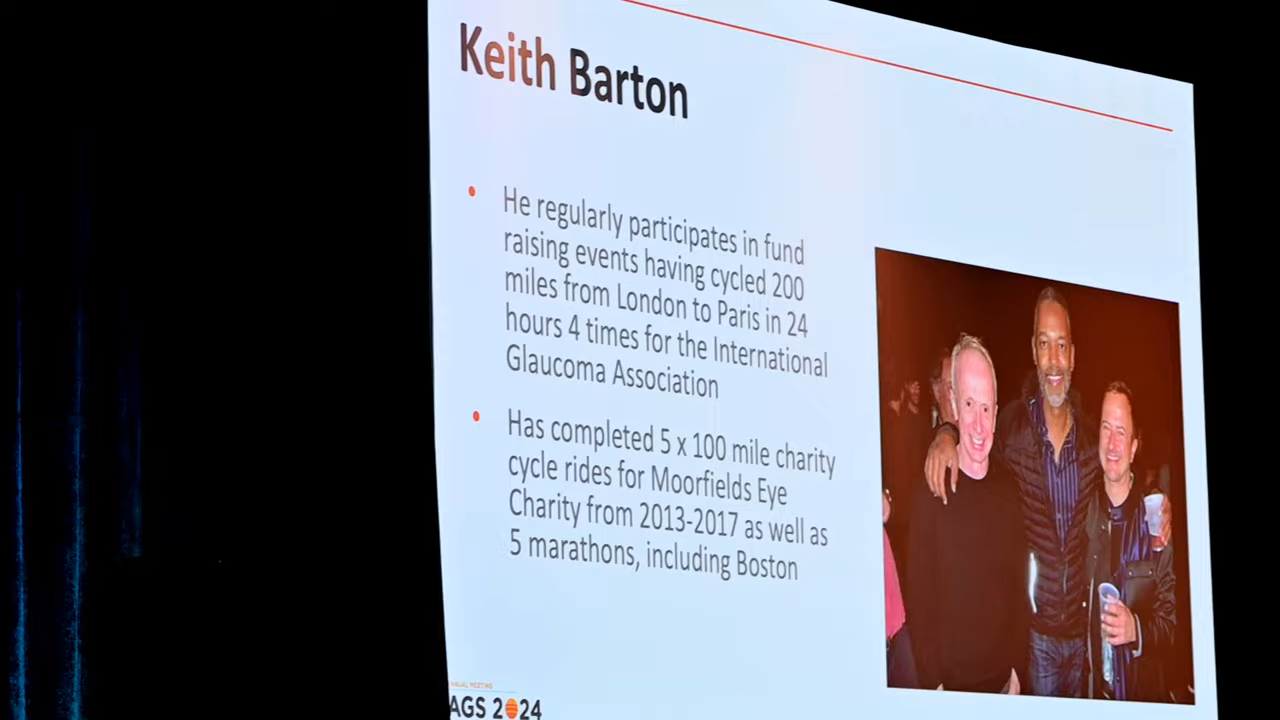 Keith Barton
He regularly participates in fund
raising events having cycled 200
miles from London to Paris in 24
hours 4 times for the International
Glaucoma Association
Has completed 5 x 100 mile charity
cycle rides for Moorfields Eye
Charity from 2013-2017 as well as
5 marathons, including Boston
MEETING
AGS 2024